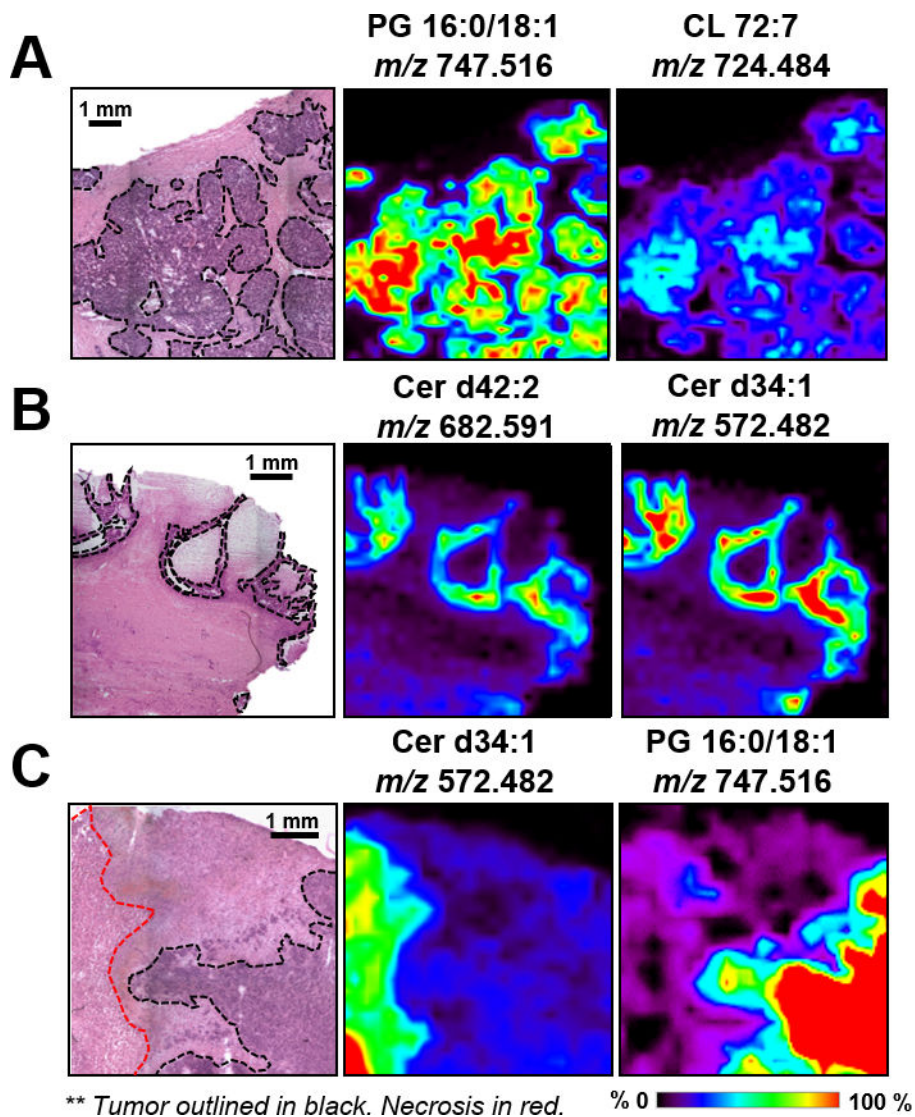 A
PG 16:0/18:1
m/z 747.516
CL 72:7
m/z 724.484
1 mm
B
Cer d42:2
m/z 682.591
Cer d34:1
m/z 572.482
1 mm
C
Cer d34:1
m/z 572.482
PG 16:0/18:1
m/z 747.516
1 mm
** Tumor outlined in black. Necrosis in red.
% 0 100 %